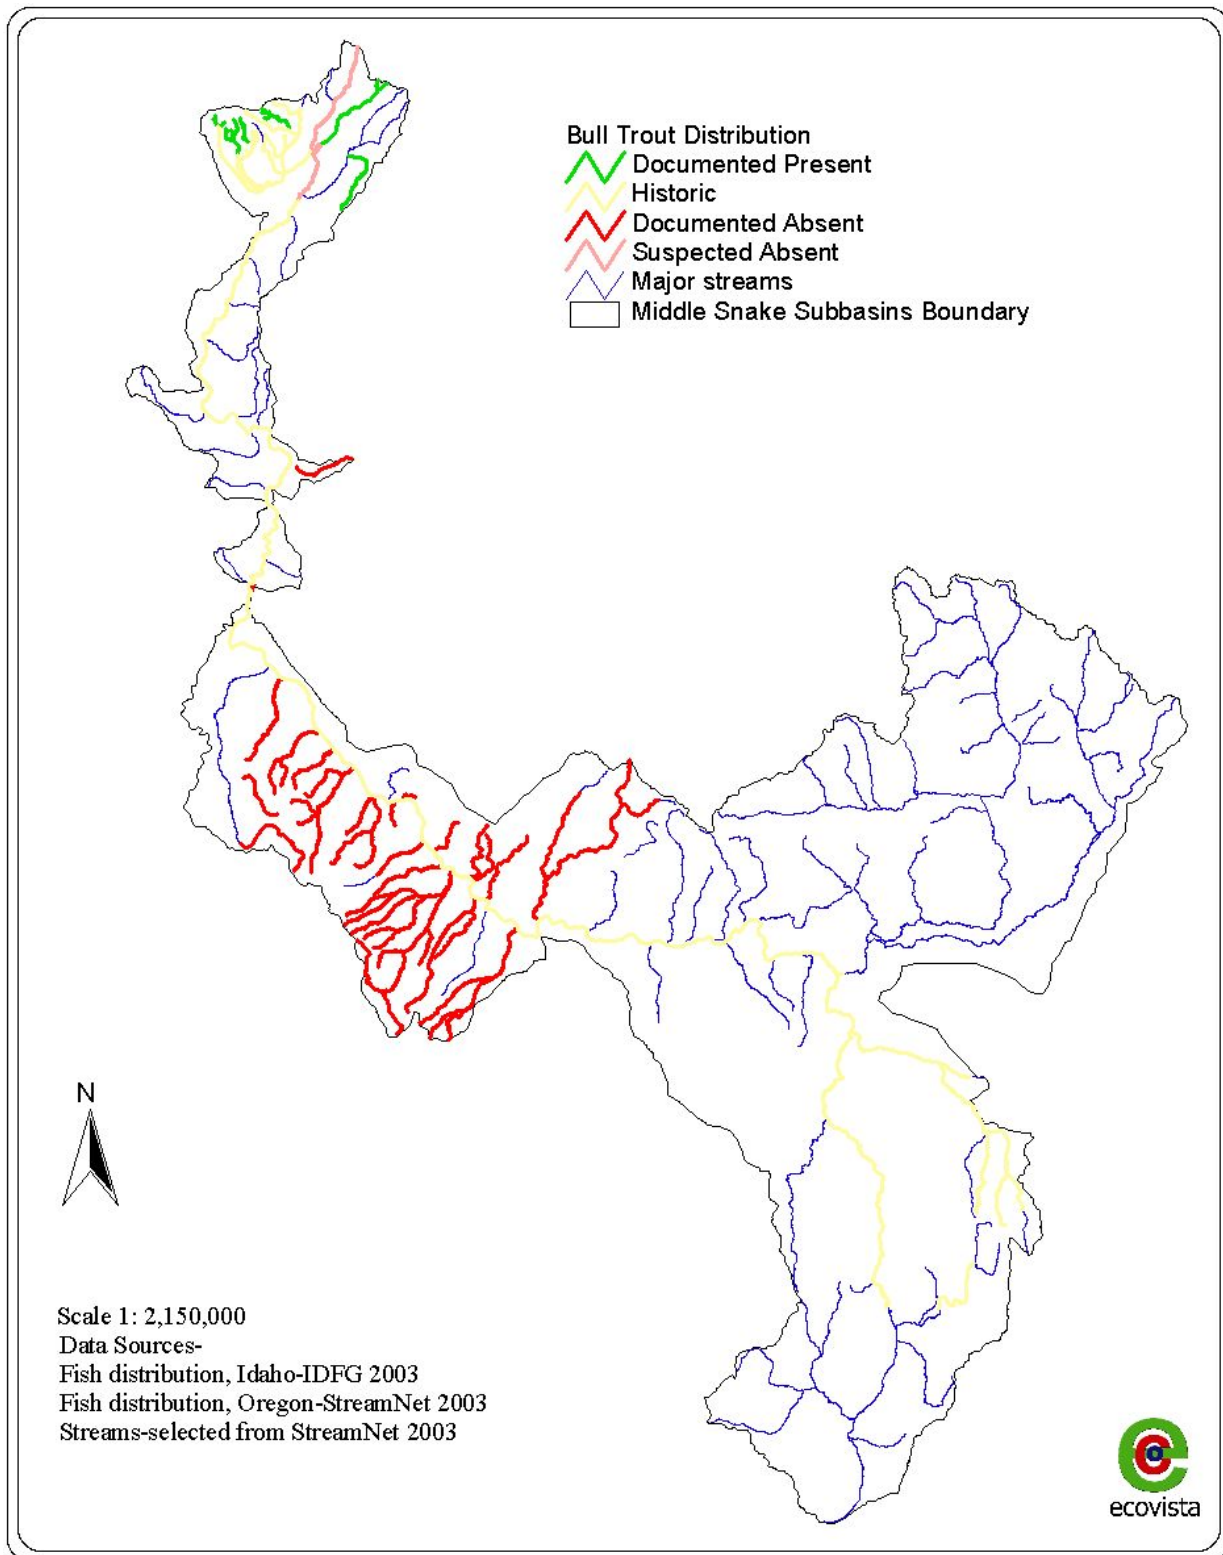 Bull Trout Distribution
Documented Present
Historic
Documented Absent
Suspected Absent
Major streams
Middle Snake Subbasins Boundary
N
Scale 1: 2,150,000
Data Sources-
Fish distribution, Idaho-IDFG 2003
Fish distribution, Oregon-StreamNet 2003
Streams-selected from StreamNet 2003
ecovista